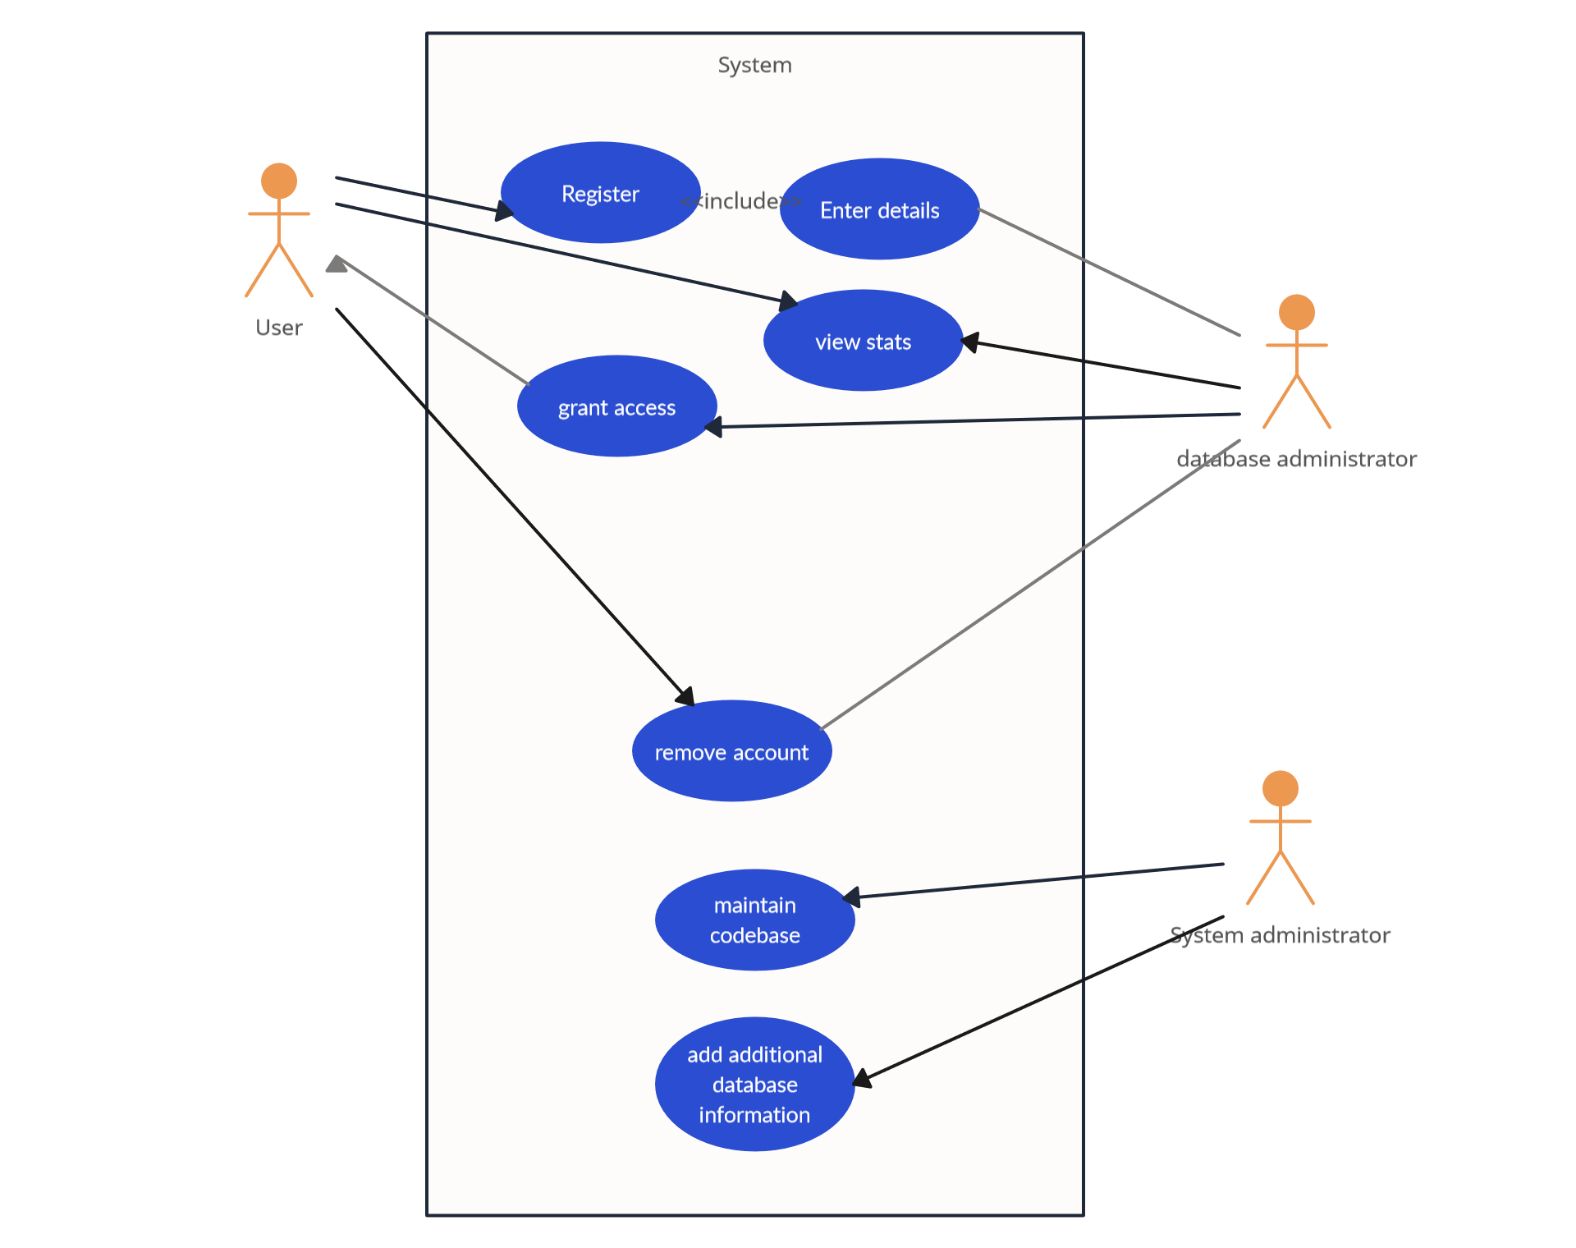 System
Register
<<include>>
Enter details
User
view stats
grant access
database administrator
remove account
maintain
codebase
System administrator
add additional
database
information